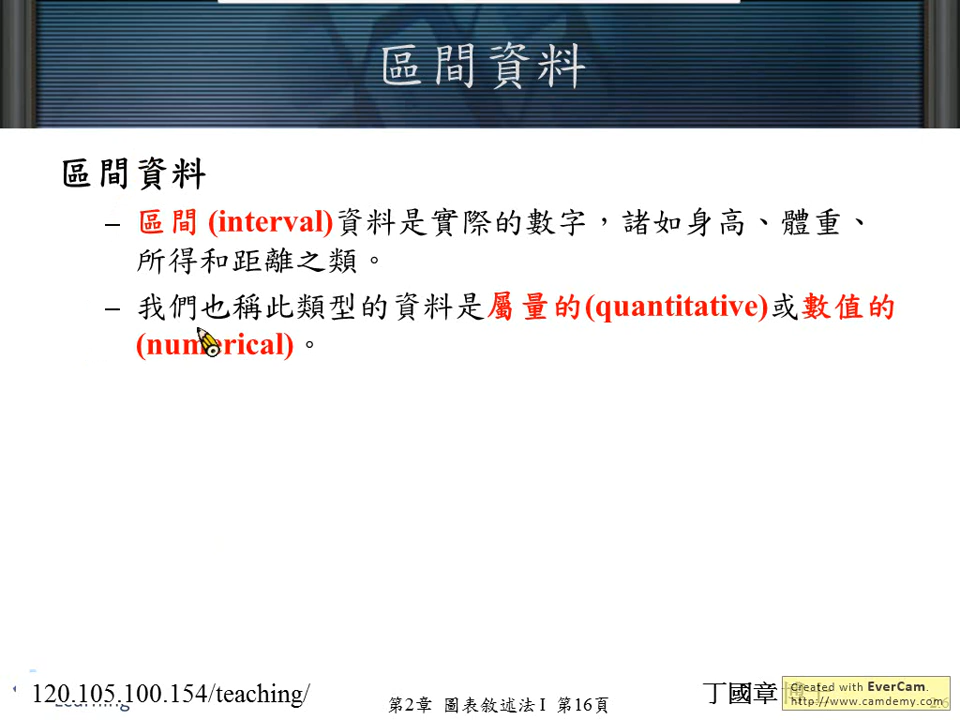 區間資料
區間資料
– 區間 (interval)資料是實際的數字，諸如身高、體重、
所得和距離之類。
– 我們也稱此類型的資料是屬量的(quantitative)或數值的
(numerical)。
120.105.100.154/teaching/
Learning
第2章 圖表敘述法 I 第16頁
丁國章 博士
Created with EverCam.
http://www.camdemy.com